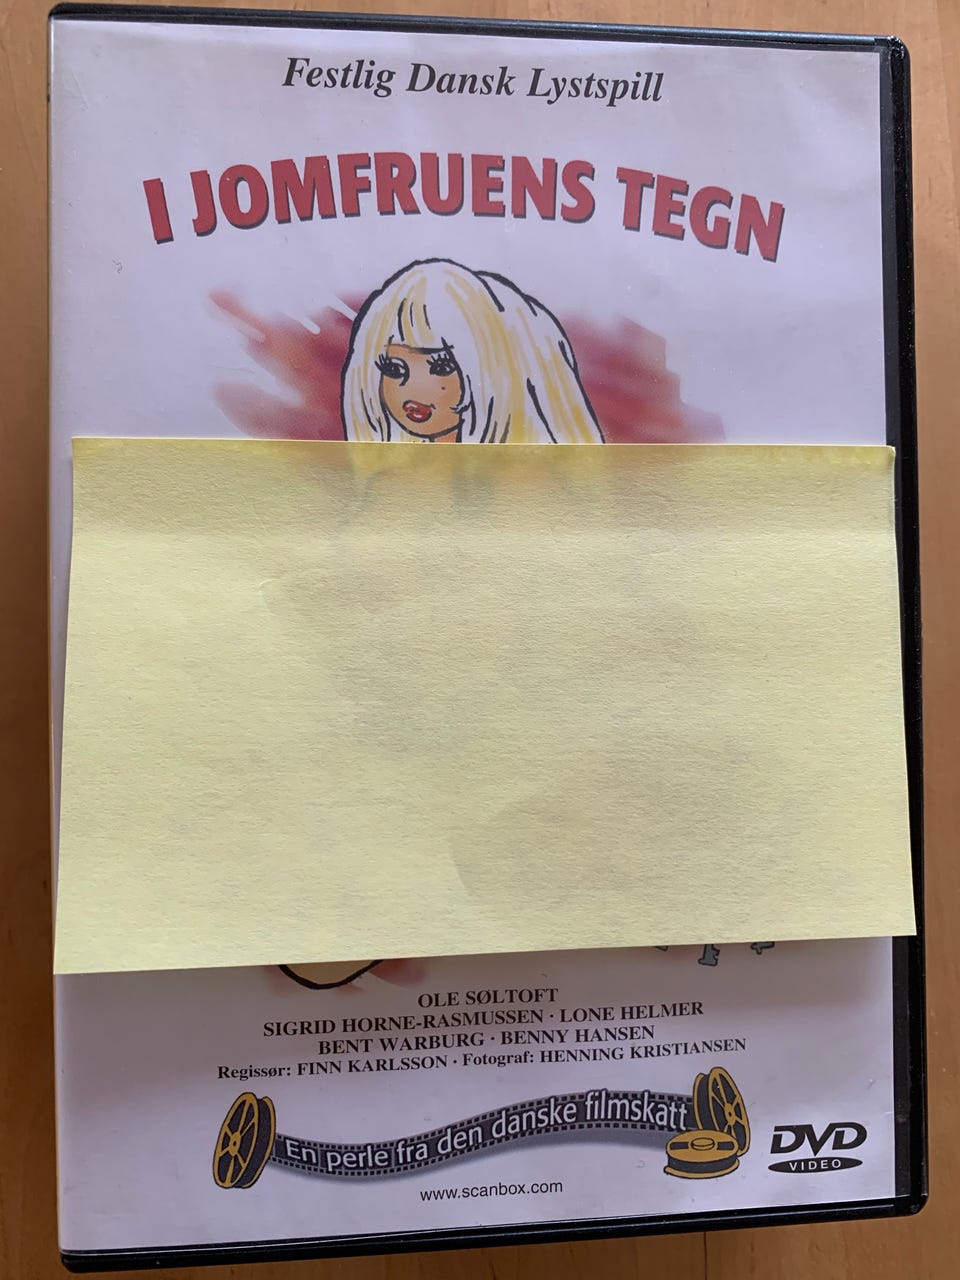 Festlig Dansk Lystspill
I JOMFRUENS TEGN
OLE SØLTOFT
SIGRID HORNE-RASMUSSEN · LONE HELMER
BENT WARBURG · BENNY HANSEN
Regissør: FINN KARLSSON · Fotograf: HENNING KRISTIANSEN
En perle fra den danske filmskatt
DVD
VIDEO
www.scanbox.com